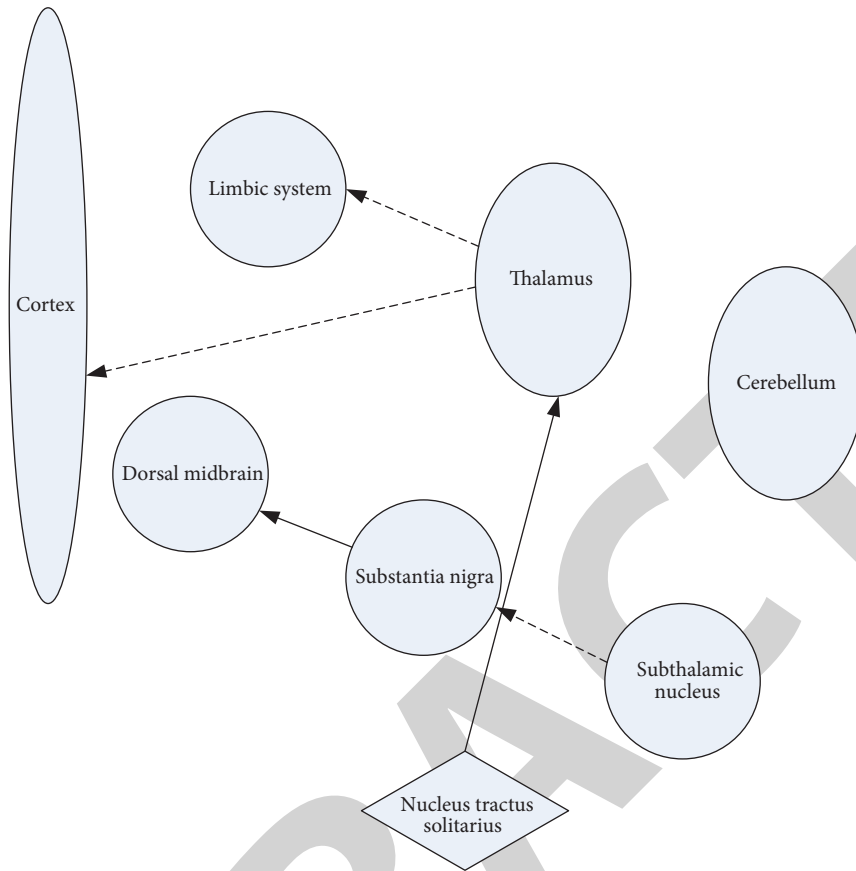 Limbic system
Thalamus
Cortex
Cerebellum
Dorsal midbrain
Substantia nigra
Subthalamic
nucleus
Nucleus tractus
solitarius